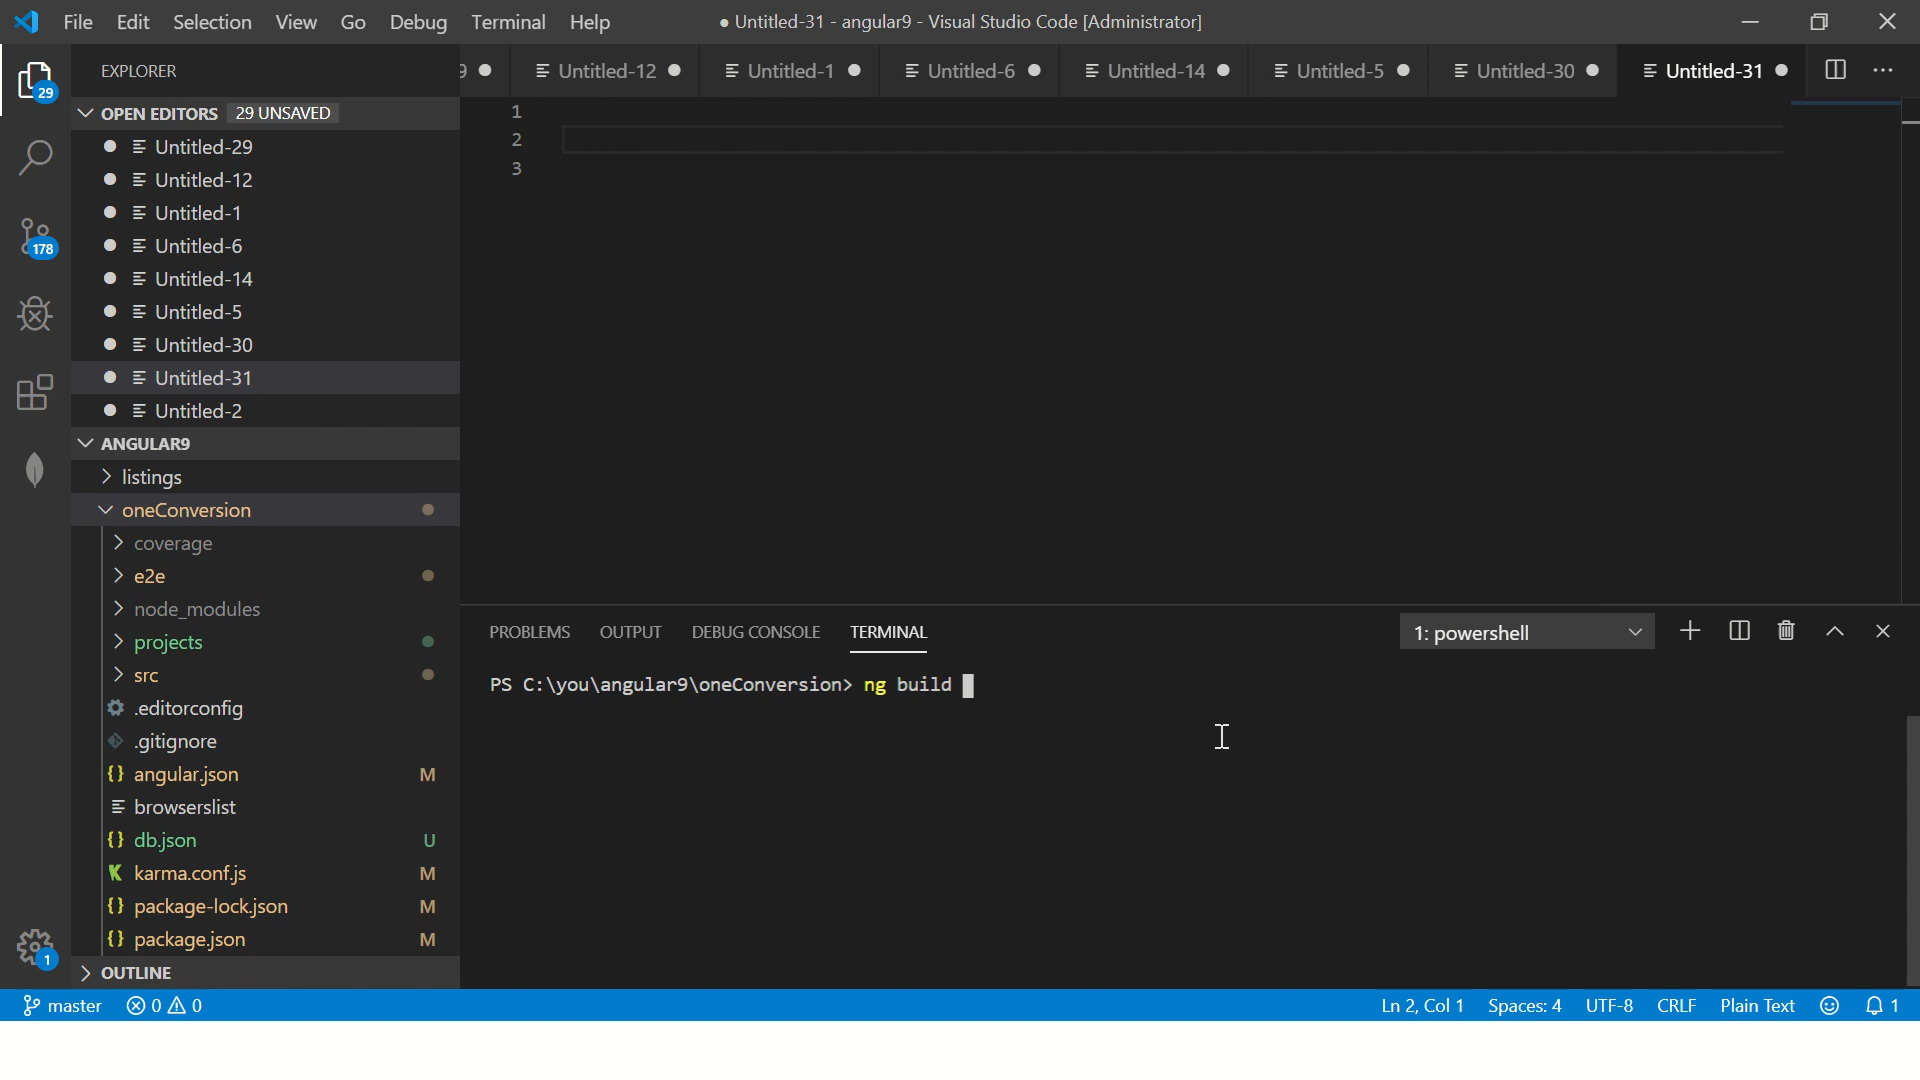 File Edit Selection View Go Debug Terminal Help
● Untitled-31 - angular9 - Visual Studio Code [Administrator]
EXPLORER
9 Untitled-12 Untitled-1 Untitled-6 Untitled-14 Untitled-5 Untitled-30 Untitled-31
29
OPEN EDITORS 29 UNSAVED
Untitled-29
Untitled-12
Untitled-1
Untitled-6
178
Untitled-14
Untitled-5
Untitled-30
Untitled-31
Untitled-2
ANGULAR9
listings
oneConversion
coverage
e2e
node_modules
projects
src
.editorconfig
.gitignore
angular.json M
browserslist
db.json U
karma.conf.js M
package-lock.json M
package.json M
1
OUTLINE
1
2
3
PROBLEMS OUTPUT DEBUG CONSOLE TERMINAL
1: powershell
PS C:\you\angular9\oneConversion> ng build
master 0 0
Ln 2, Col 1 Spaces: 4 UTF-8 CRLF Plain Text 1